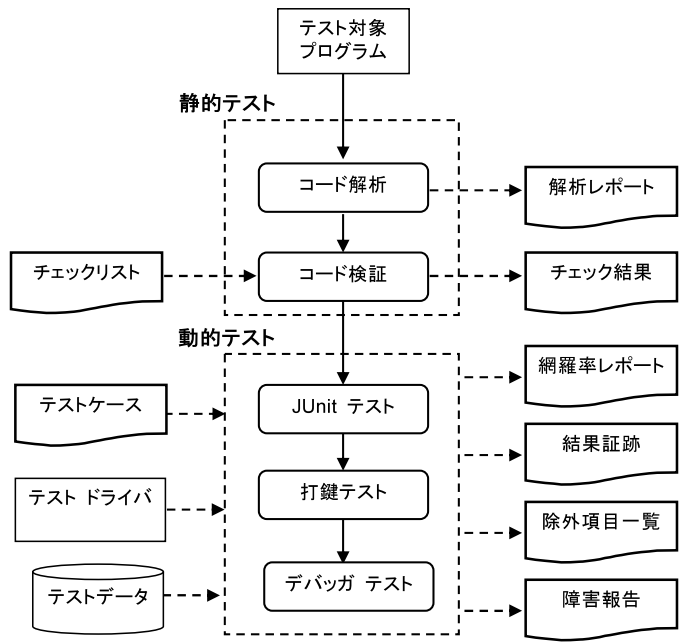 テスト対象
プログラム
静的テスト
コード解析
解析レポート
チェックリスト
コード検証
チェック結果
動的テスト
網羅率レポート
テストケース
JUnit テスト
結果証跡
テスト ドライバ
打鍵テスト
除外項目一覧
テストデータ
デバッガ テスト
障害報告